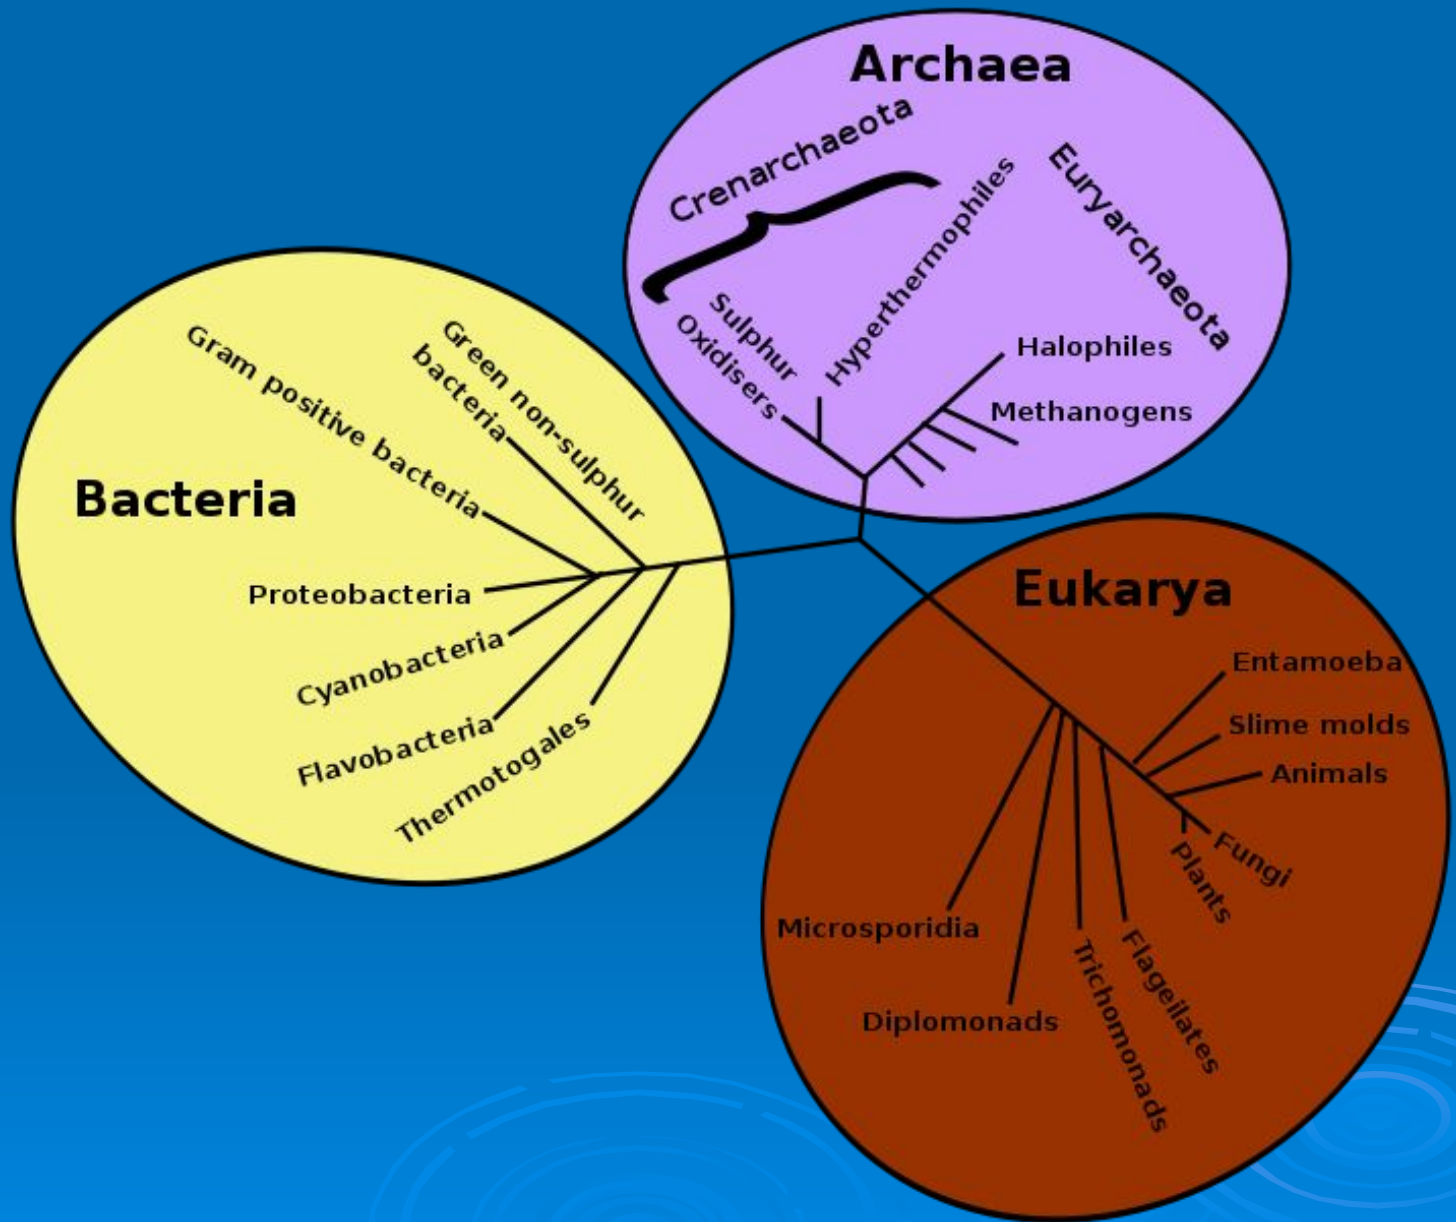 Archaea
Crenarchaeota
Euryarchaeota
Sulphur
Oxidisers
Hyperthermophiles
Halophiles
Methanogens
Bacteria
Green non-sulphur
bacteria
Gram positive bacteria
Proteobacteria
Cyanobacteria
Flavobacteria
Thermotogales
Eukarya
Entamoeba
Slime molds
Animals
Fungi
Plants
Flageilates
Trichomonads
Diplomonads
Microsporidia